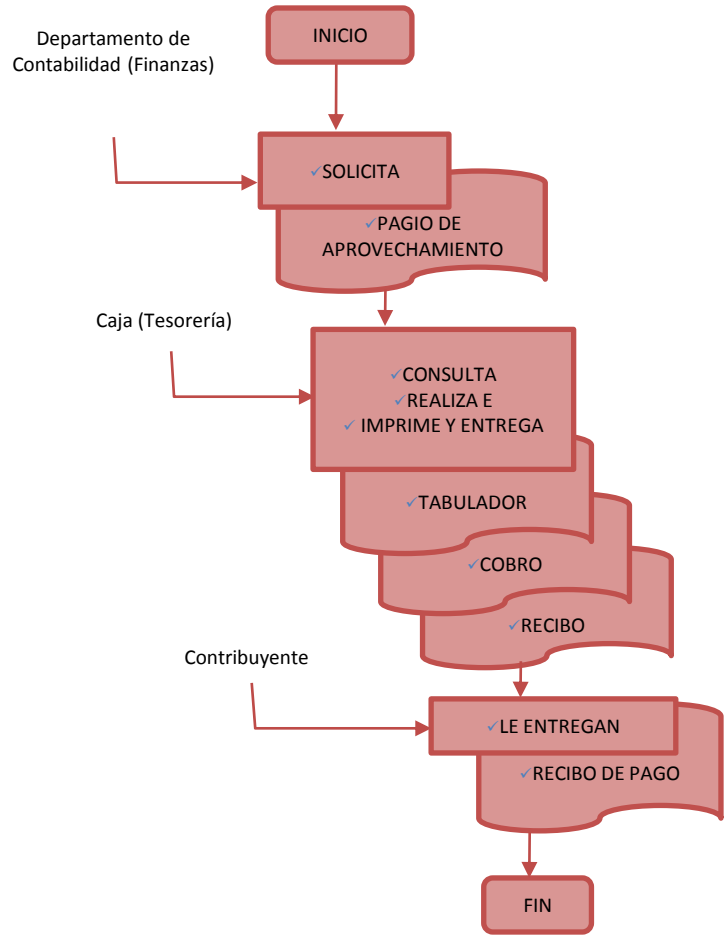 Departamento de
Contabilidad (Finanzas)
INICIO
✓SOLICITA
✓PAGIO DE
APROVECHAMIENTO
Caja (Tesorería)
✓CONSULTA
✓REALIZA E
✓ IMPRIME Y ENTREGA
✓TABULADOR
✓COBRO
✓RECIBO
Contribuyente
✓LE ENTREGAN
✓RECIBO DE PAGO
FIN